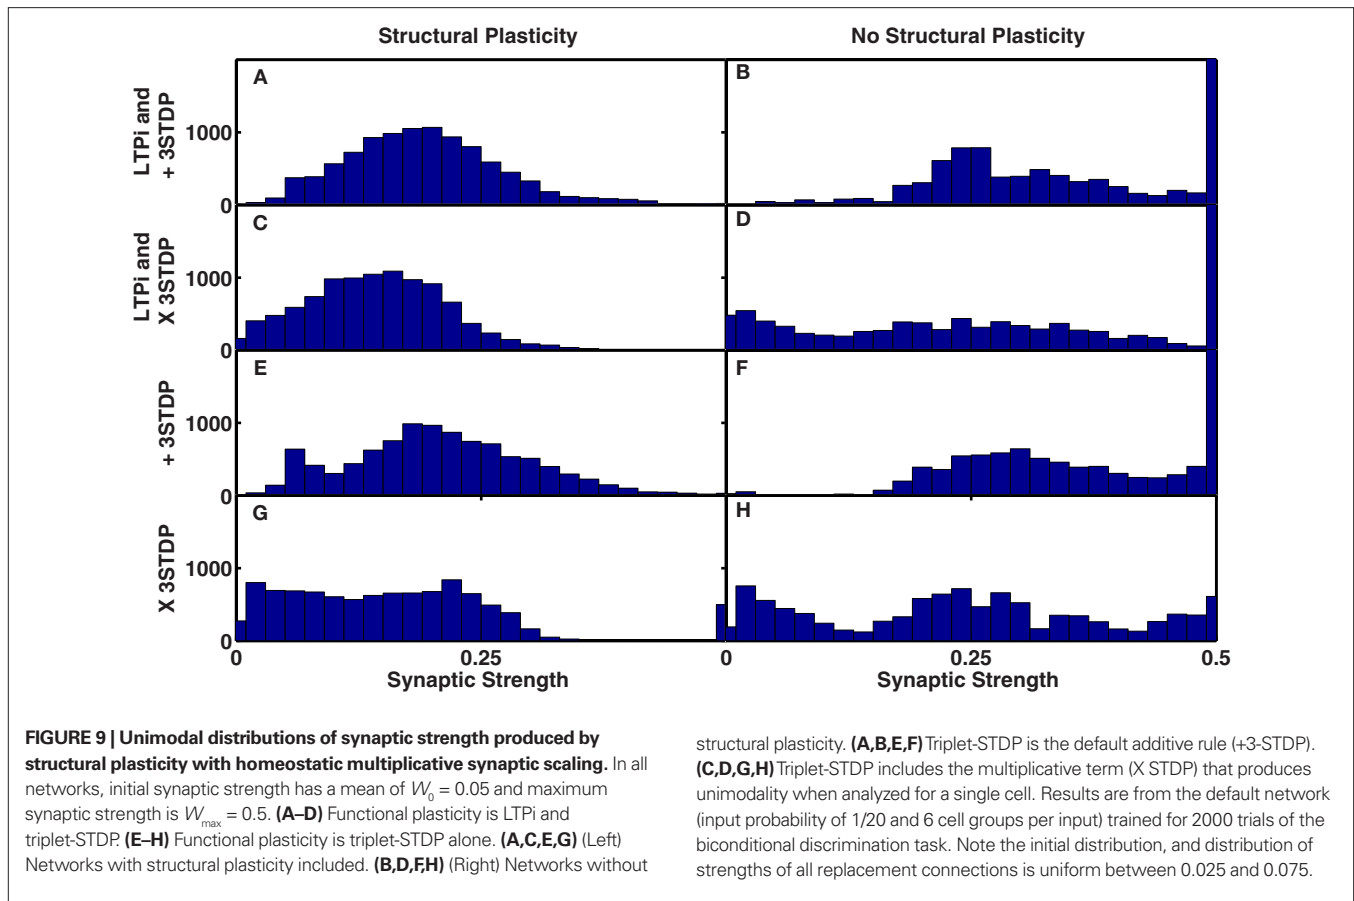 Structural Plasticity
No Structural Plasticity
LTPi and
+ 3STDP
1000
0
A
B
LTPi and
X 3STDP
1000
0
C
D
+ 3STDP
1000
0
E
F
X 3STDP
1000
0
G
H
0
0.25
0
0.25
0.5
Synaptic Strength
Synaptic Strength
FIGURE 9 | Unimodal distributions of synaptic strength produced by
structural plasticity with homeostatic multiplicative synaptic scaling. In all
networks, initial synaptic strength has a mean of W0 = 0.05 and maximum
synaptic strength is Wmax = 0.5. (A–D) Functional plasticity is LTPi and
triplet-STDP. (E–H) Functional plasticity is triplet-STDP alone. (A,C,E,G) (Left)
Networks with structural plasticity included. (B,D,F,H) (Right) Networks without
structural plasticity. (A,B,E,F) Triplet-STDP is the default additive rule (+3-STDP).
(C,D,G,H) Triplet-STDP includes the multiplicative term (X STDP) that produces
unimodality when analyzed for a single cell. Results are from the default network
(input probability of 1/20 and 6 cell groups per input) trained for 2000 trials of the
biconditional discrimination task. Note the initial distribution, and distribution of
strengths of all replacement connections is uniform between 0.025 and 0.075.